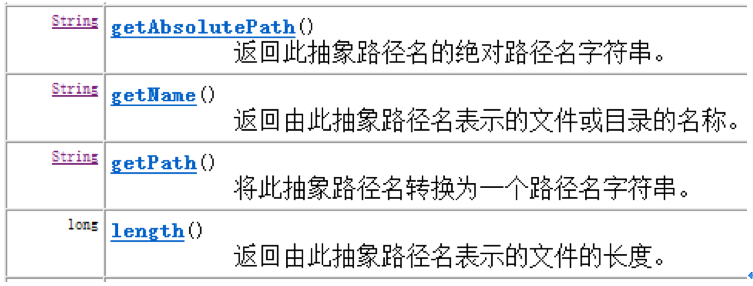 String getAbsolutePath()
返回此抽象路径名的绝对路径名字符串。
String getName()
返回由此抽象路径名表示的文件或目录的名称。
String getPath()
将此抽象路径名转换为一个路径名字符串。
long length()
返回由此抽象路径名表示的文件的长度。